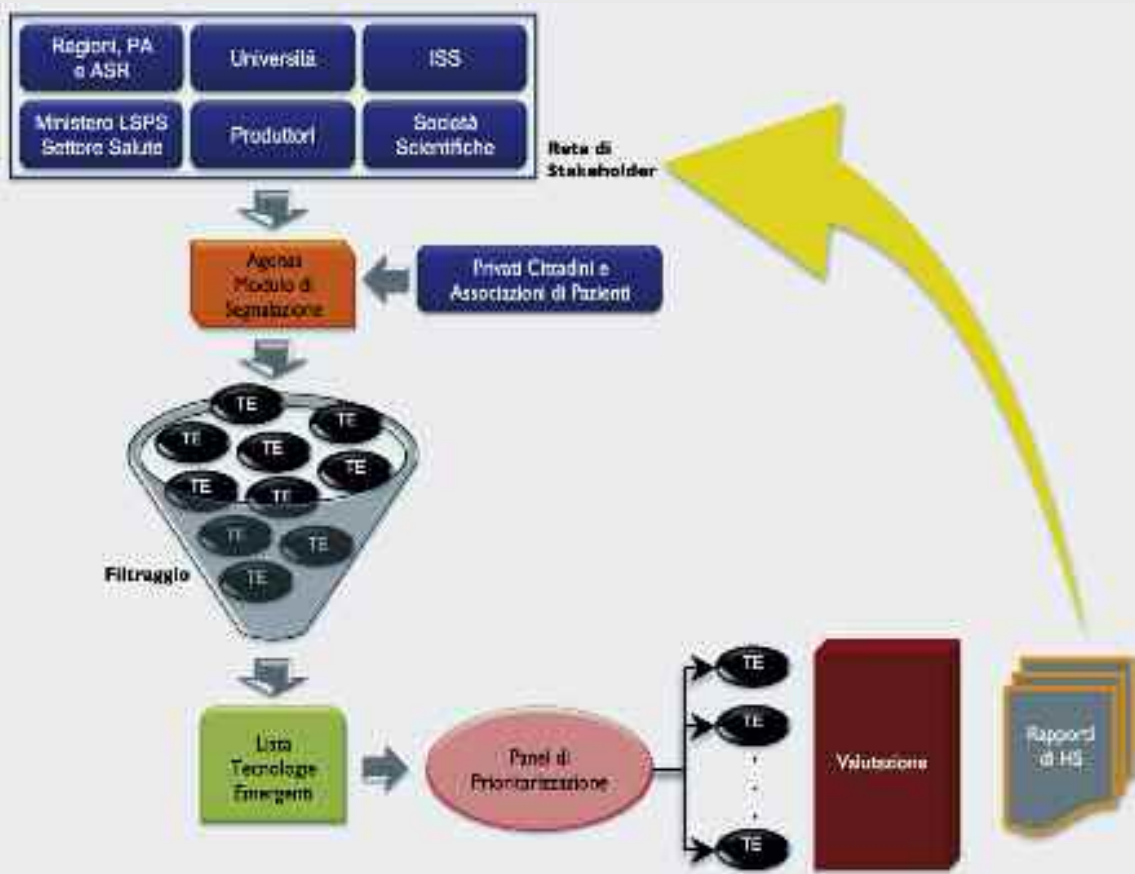 Regioni, PA
e ASR
Università
ISS
Ministero LSPS
Settore Salute
Produttori
Società
Scientifiche
Rete di
Stakeholder
Agenas
Modulo di
Segnalazione
Privati Cittadini e
Associazioni di Pazienti
TE
TE
TE
TE
TE
TE
TE
TE
TE
TE
Filtraggio
Lista
Tecnologie
Emergenti
Panel di
Prioritarizzazione
TE
TE
TE
Valutazione
Rapporti
di HS